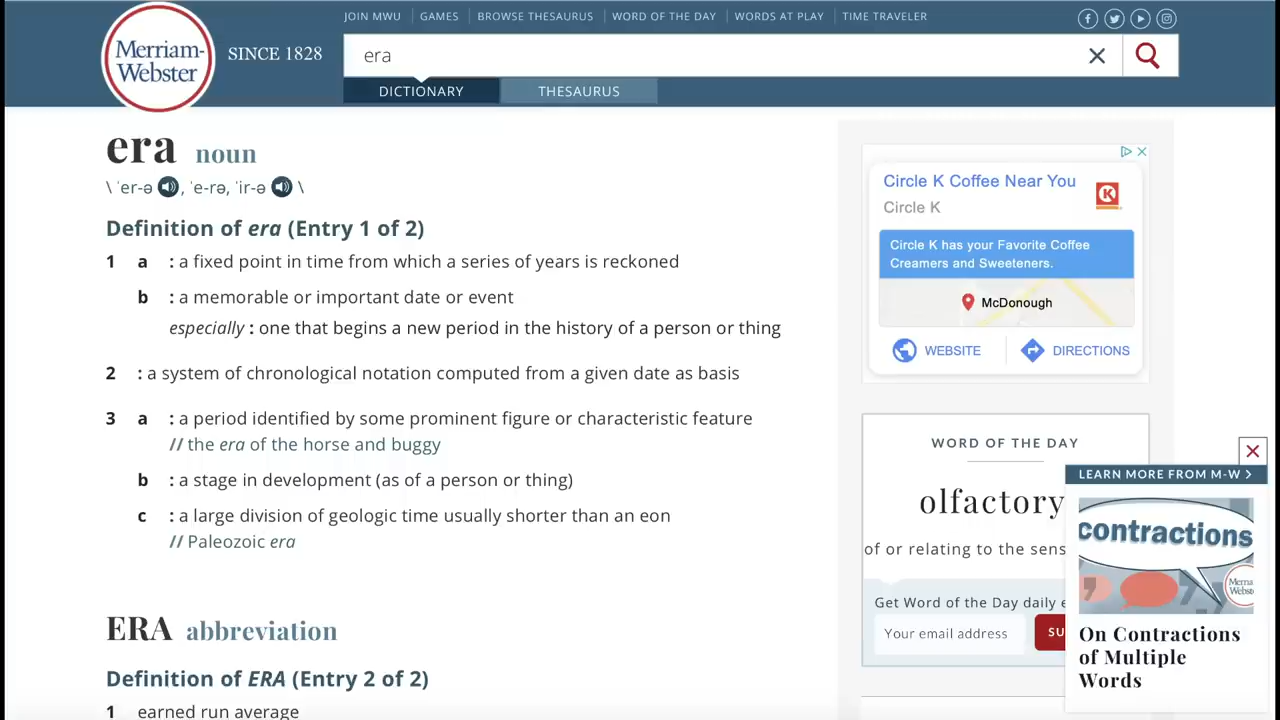 JOIN MWU GAMES BROWSE THESAURUS WORD OF THE DAY WORDS AT PLAY TIME TRAVELER
Merriam-
Webster
SINCE 1828
era
DICTIONARY THESAURUS
era noun
\ ˈer-ə , ˈe-rə, ˈir-ə \
Definition of era (Entry 1 of 2)
1 a : a fixed point in time from which a series of years is reckoned
b : a memorable or important date or event
especially : one that begins a new period in the history of a person or thing
2 : a system of chronological notation computed from a given date as basis
3 a : a period identified by some prominent figure or characteristic feature
// the era of the horse and buggy
b : a stage in development (as of a person or thing)
c : a large division of geologic time usually shorter than an eon
// Paleozoic era
ERA abbreviation
Definition of ERA (Entry 2 of 2)
1 earned run average
Circle K Coffee Near You
Circle K
Circle K has your Favorite Coffee
Creamers and Sweeteners.
McDonough
WEBSITE DIRECTIONS
WORD OF THE DAY
olfactory
of or relating to the sens
Get Word of the Day daily e
Your email address SU
LEARN MORE FROM M-W >
contractions
On Contractions
of Multiple
Words